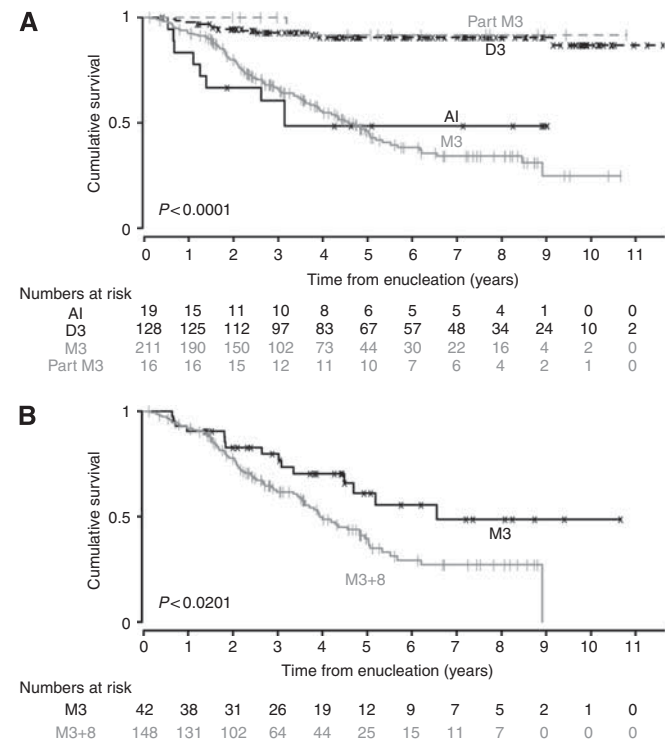 A
1
Part M3
D3
Cumulative survival
0.5
AI
M3
P<0.0001
0
0 1 2 3 4 5 6 7 8 9 10 11
Time from enucleation (years)
Numbers at risk
AI 19 15 11 10 8 6 5 5 4 1 0 0
D3 128 125 112 97 83 67 57 48 34 24 10 2
M3 211 190 150 102 73 44 30 22 16 4 2 0
Part M3 16 16 15 12 11 10 7 6 4 2 1 0
B
1
Cumulative survival
0.5
M3
M3+8
P<0.0201
0
0 1 2 3 4 5 6 7 8 9 10 11
Time from enucleation (years)
Numbers at risk
M3 42 38 31 26 19 12 9 7 5 2 1 0
M3+8 148 131 102 64 44 25 15 11 7 0 0 0